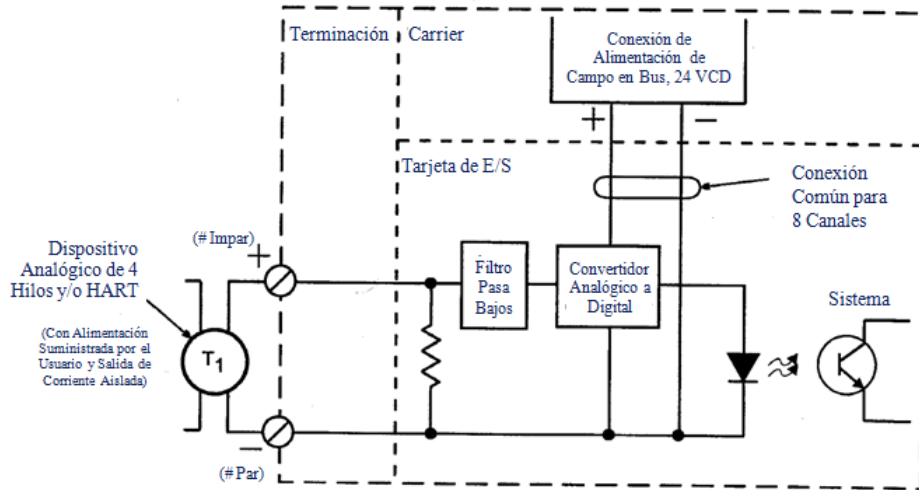 Terminación
Carrier
Conexión de
Alimentación de
Campo en Bus, 24 VCD
+
−
Tarjeta de E/S
Conexión
Común para
8 Canales
(# Impar)
+
Dispositivo
Analógico de 4
Hilos y/o HART
(Con Alimentación
Suministrada por el
Usuario y Salida de
Corriente Aislada)
T1
Filtro
Pasa
Bajos
Convertidor
Analógico a
Digital
Sistema
−
(# Par)